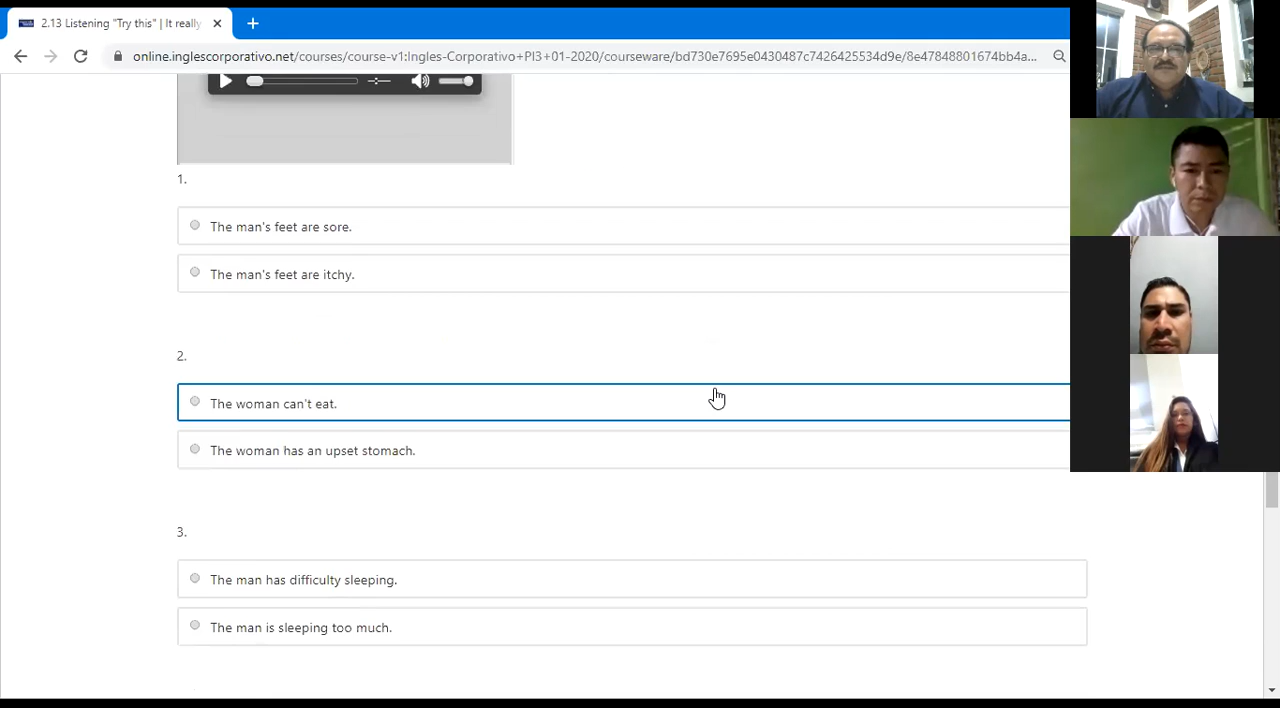 2.13 Listening "Try this" | It really
online.inglescorporativo.net/courses/course-v1:Ingles-Corporativo+PI3+01-2020/courseware/bd730e7695e0430487c7426425534d9e/8e47848801674bb4a...
1.
The man's feet are sore.
The man's feet are itchy.
2.
The woman can't eat.
The woman has an upset stomach.
3.
The man has difficulty sleeping.
The man is sleeping too much.